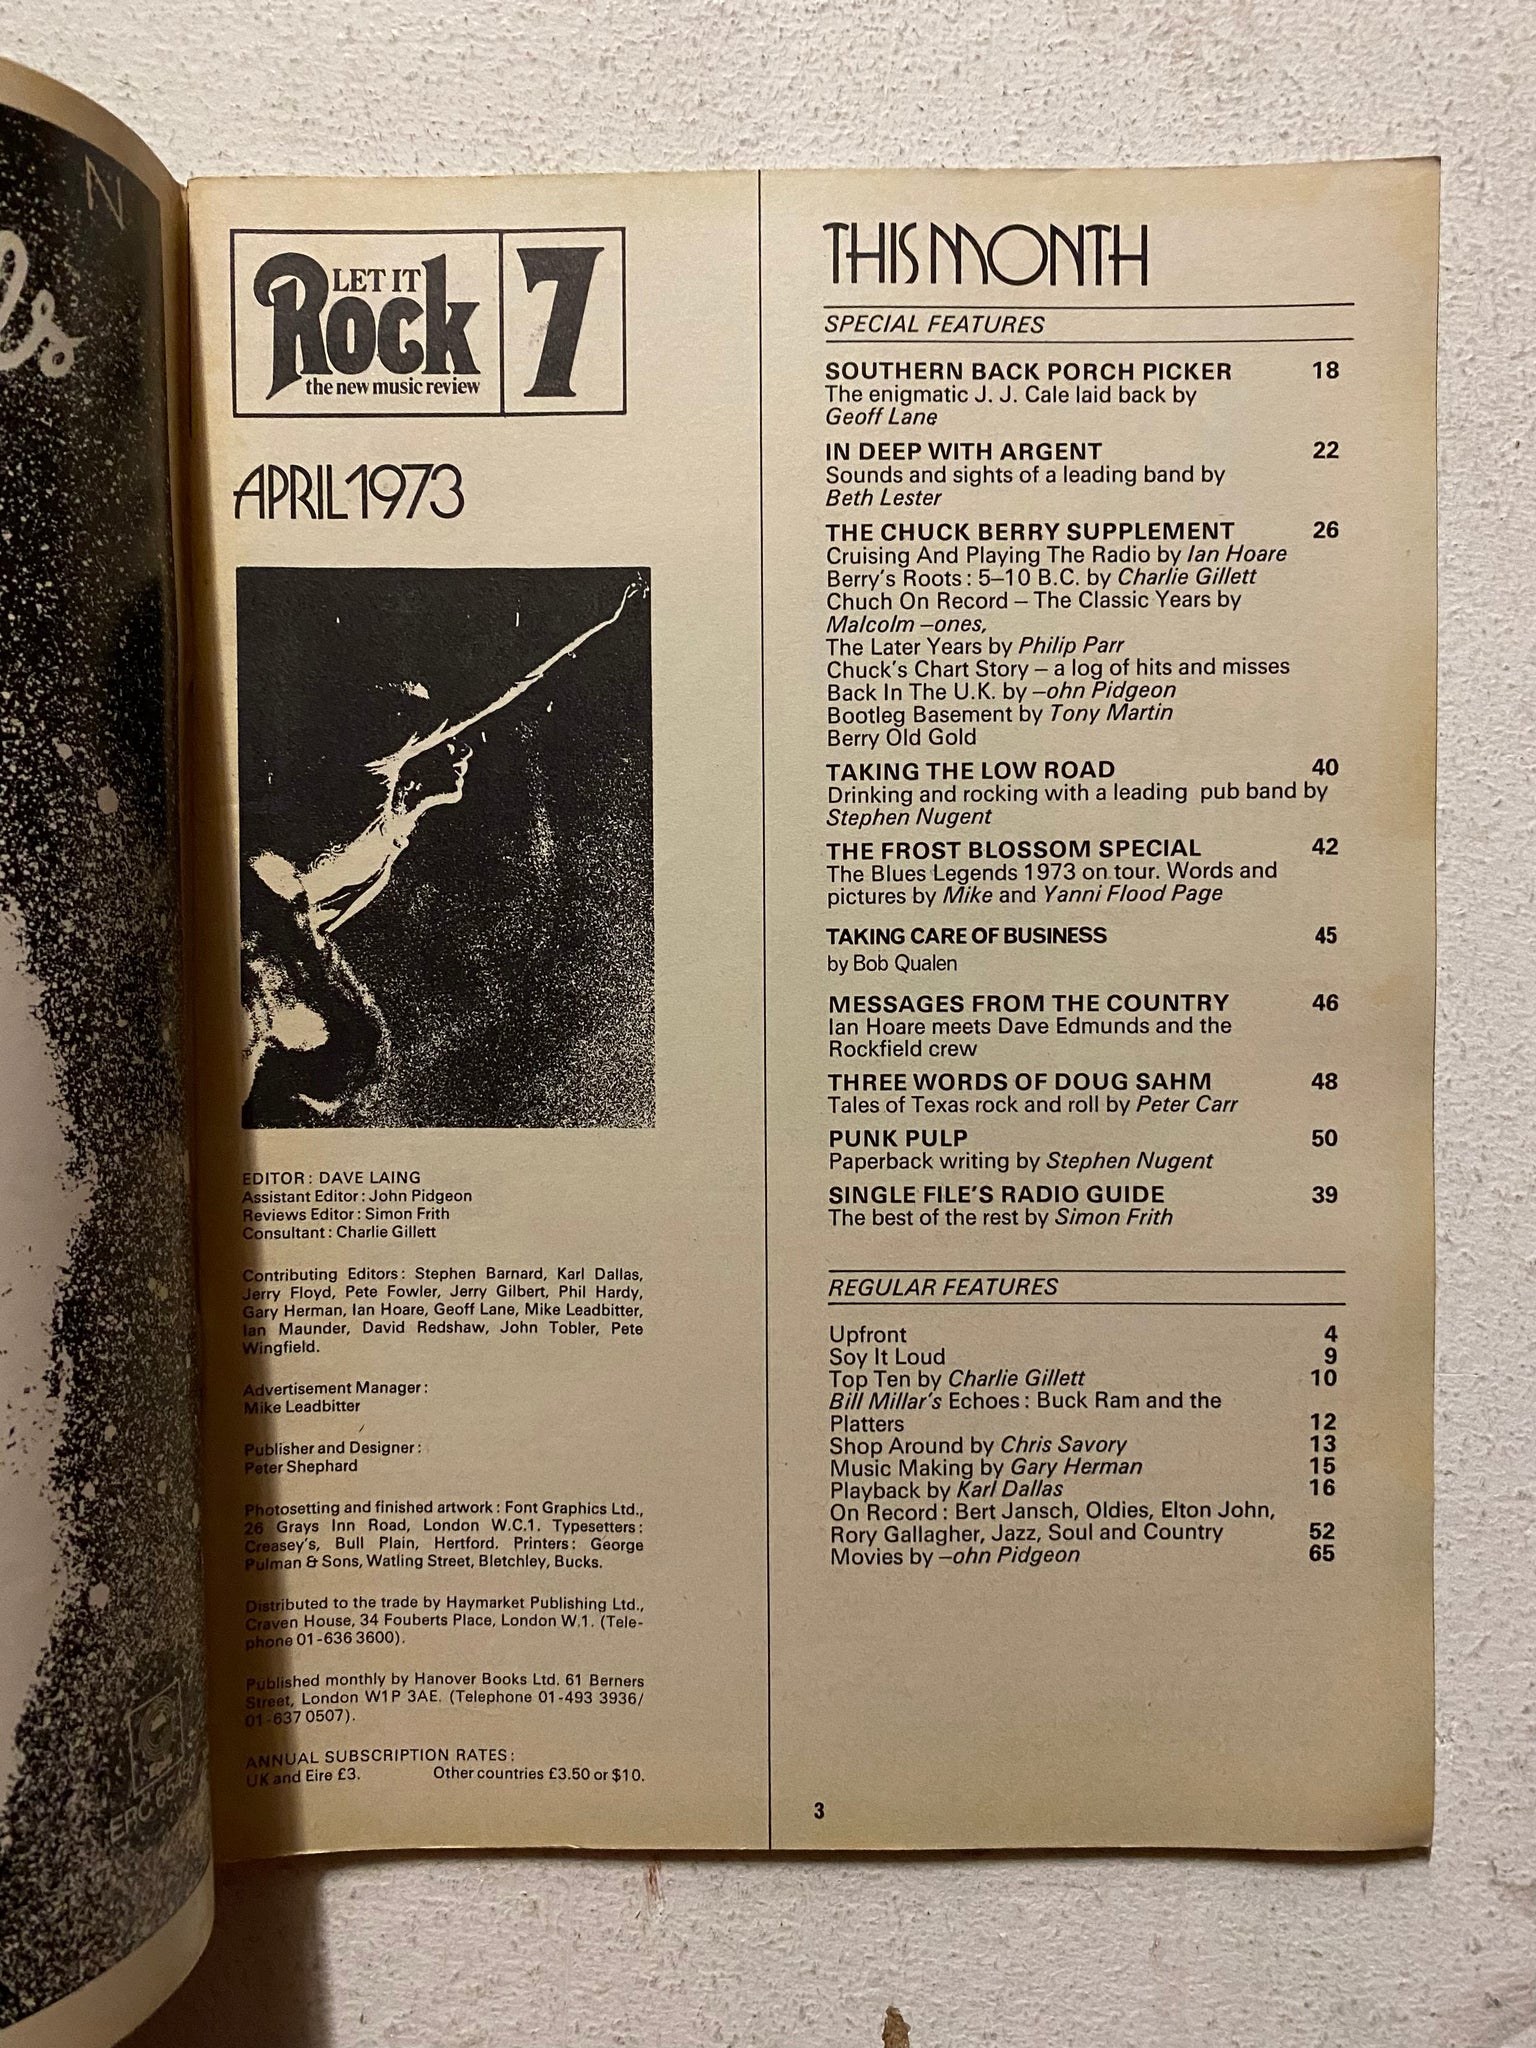 N
ls
EPC 65459
LET IT
Rock
the new music review
7
APRIL 1973
EDITOR: DAVE LAING
Assistant Editor: John Pidgeon
Reviews Editor: Simon Frith
Consultant: Charlie Gillett
Contributing Editors: Stephen Barnard, Karl Dallas,
Jerry Floyd, Pete Fowler, Jerry Gilbert, Phil Hardy,
Gary Herman, Ian Hoare, Geoff Lane, Mike Leadbitter,
Ian Maunder, David Redshaw, John Tobler, Pete
Wingfield.
Advertisement Manager:
Mike Leadbitter
Publisher and Designer:
Peter Shephard
Photosetting and finished artwork: Font Graphics Ltd.,
26 Grays Inn Road, London W.C.1. Typesetters:
Creasey's, Bull Plain, Hertford. Printers: George
Pulman & Sons, Watling Street, Bletchley, Bucks.
Distributed to the trade by Haymarket Publishing Ltd.,
Craven House, 34 Fouberts Place, London W.1. (Tele-
phone 01-636 3600).
Published monthly by Hanover Books Ltd. 61 Berners
Street, London W1P 3AE. (Telephone 01-493 3936/
01-637 0507).
ANNUAL SUBSCRIPTION RATES:
UK and Eire £3. Other countries £3.50 or $10.
THIS MONTH
SPECIAL FEATURES
SOUTHERN BACK PORCH PICKER 18
The enigmatic J. J. Cale laid back by
Geoff Lane
IN DEEP WITH ARGENT 22
Sounds and sights of a leading band by
Beth Lester
THE CHUCK BERRY SUPPLEMENT 26
Cruising And Playing The Radio by Ian Hoare
Berry's Roots: 5–10 B.C. by Charlie Gillett
Chuch On Record – The Classic Years by
Malcolm –ones,
The Later Years by Philip Parr
Chuck's Chart Story – a log of hits and misses
Back In The U.K. by –ohn Pidgeon
Bootleg Basement by Tony Martin
Berry Old Gold
TAKING THE LOW ROAD 40
Drinking and rocking with a leading pub band by
Stephen Nugent
THE FROST BLOSSOM SPECIAL 42
The Blues Legends 1973 on tour. Words and
pictures by Mike and Yanni Flood Page
TAKING CARE OF BUSINESS 45
by Bob Qualen
MESSAGES FROM THE COUNTRY 46
Ian Hoare meets Dave Edmunds and the
Rockfield crew
THREE WORDS OF DOUG SAHM 48
Tales of Texas rock and roll by Peter Carr
PUNK PULP 50
Paperback writing by Stephen Nugent
SINGLE FILE'S RADIO GUIDE 39
The best of the rest by Simon Frith
REGULAR FEATURES
Upfront 4
Soy It Loud 9
Top Ten by Charlie Gillett 10
Bill Millar's Echoes: Buck Ram and the
Platters 12
Shop Around by Chris Savory 13
Music Making by Gary Herman 15
Playback by Karl Dallas 16
On Record: Bert Jansch, Oldies, Elton John,
Rory Gallagher, Jazz, Soul and Country 52
Movies by –ohn Pidgeon 65
3